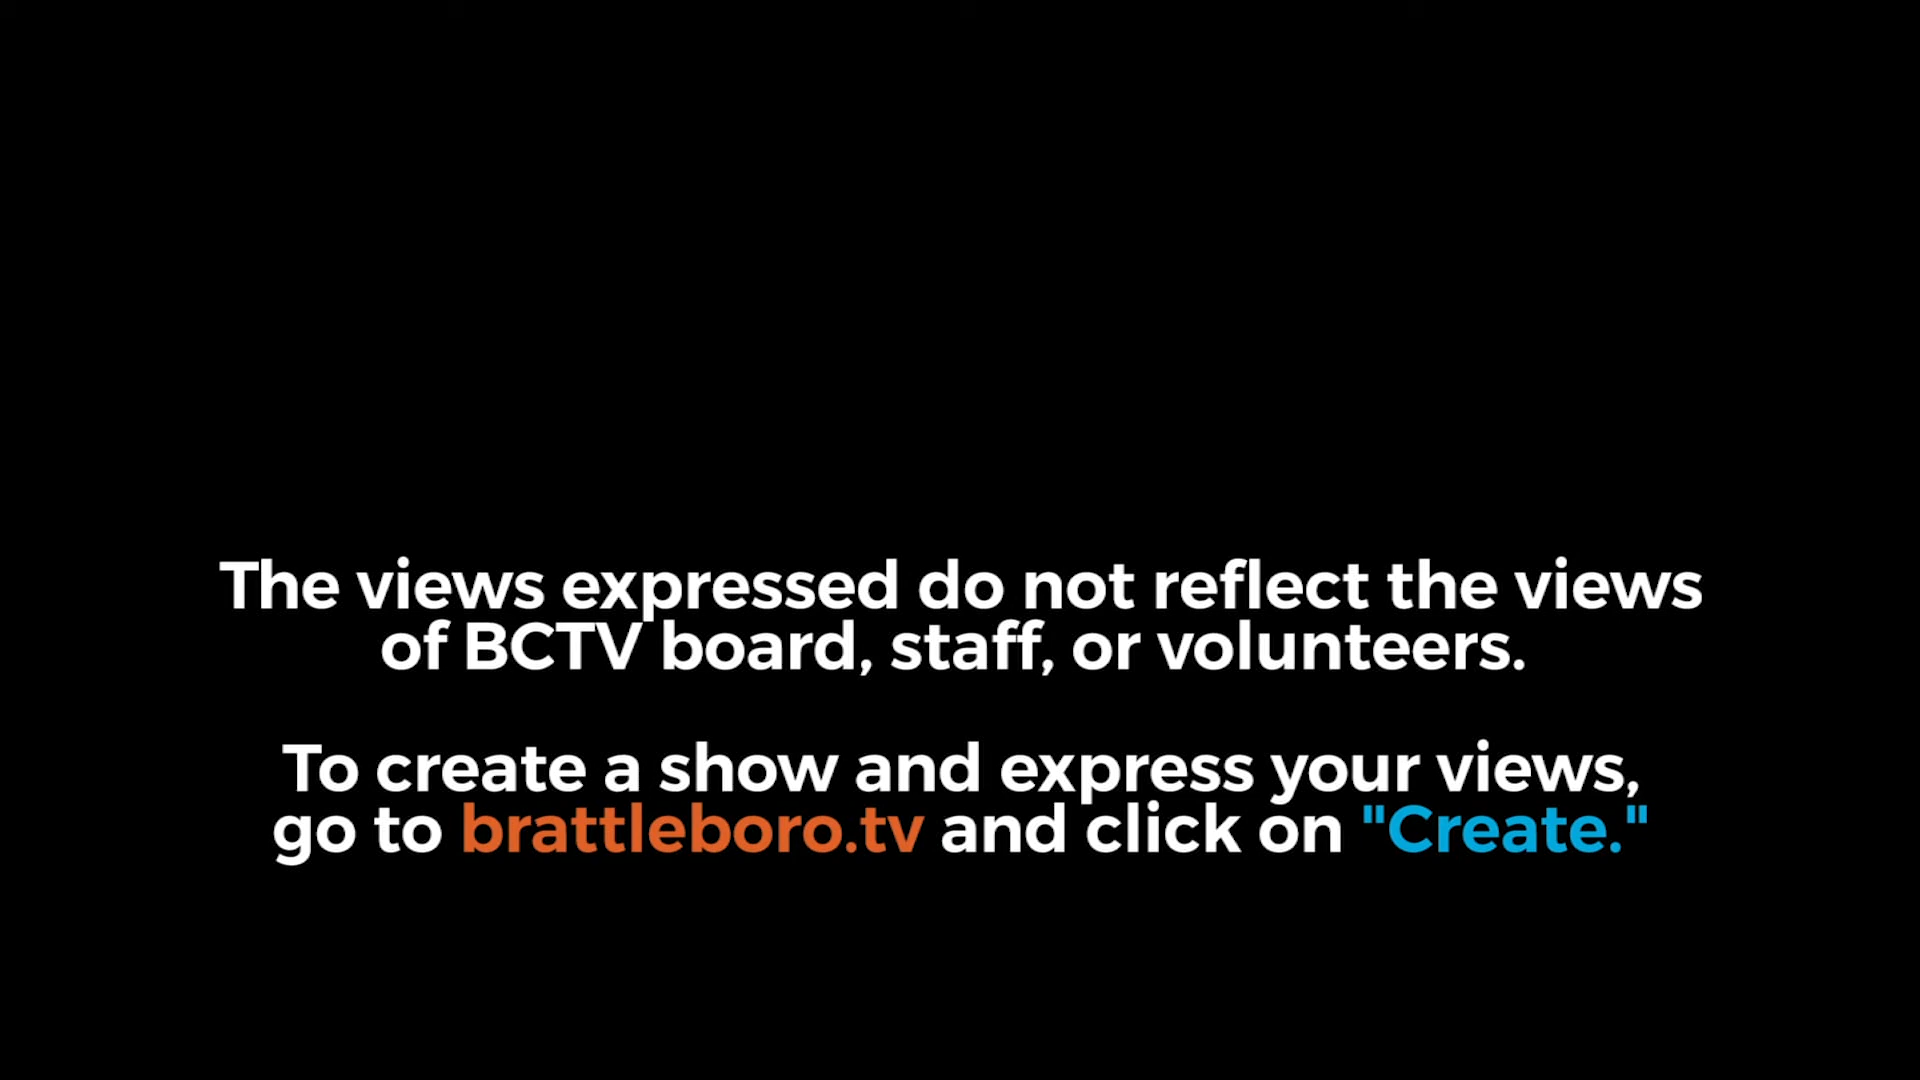 The views expressed do not reflect the views
of BCTV board, staff, or volunteers.
To create a show and express your views,
go to brattleboro.tv and click on "Create."